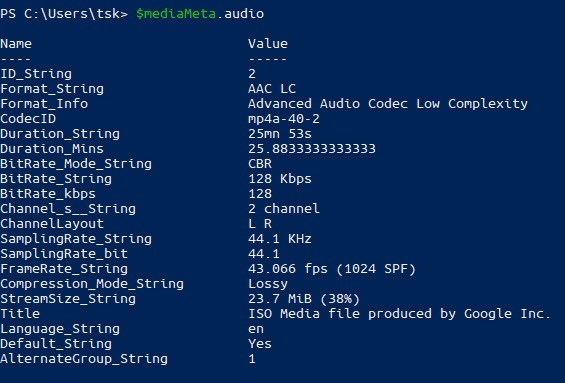 PS C:\Users\tsk> $mediaMeta.audio
Name Value
---- -----
ID_String 2
Format_String AAC LC
Format_Info Advanced Audio Codec Low Complexity
CodecID mp4a-40-2
Duration_String 25mn 53s
Duration_Mins 25.8833333333333
BitRate_Mode_String CBR
BitRate_String 128 Kbps
BitRate_kbps 128
Channel_s__String 2 channel
ChannelLayout L R
SamplingRate_String 44.1 KHz
SamplingRate_bit 44.1
FrameRate_String 43.066 fps (1024 SPF)
Compression_Mode_String Lossy
StreamSize_String 23.7 MiB (38%)
Title ISO Media file produced by Google Inc.
Language_String en
Default_String Yes
AlternateGroup_String 1